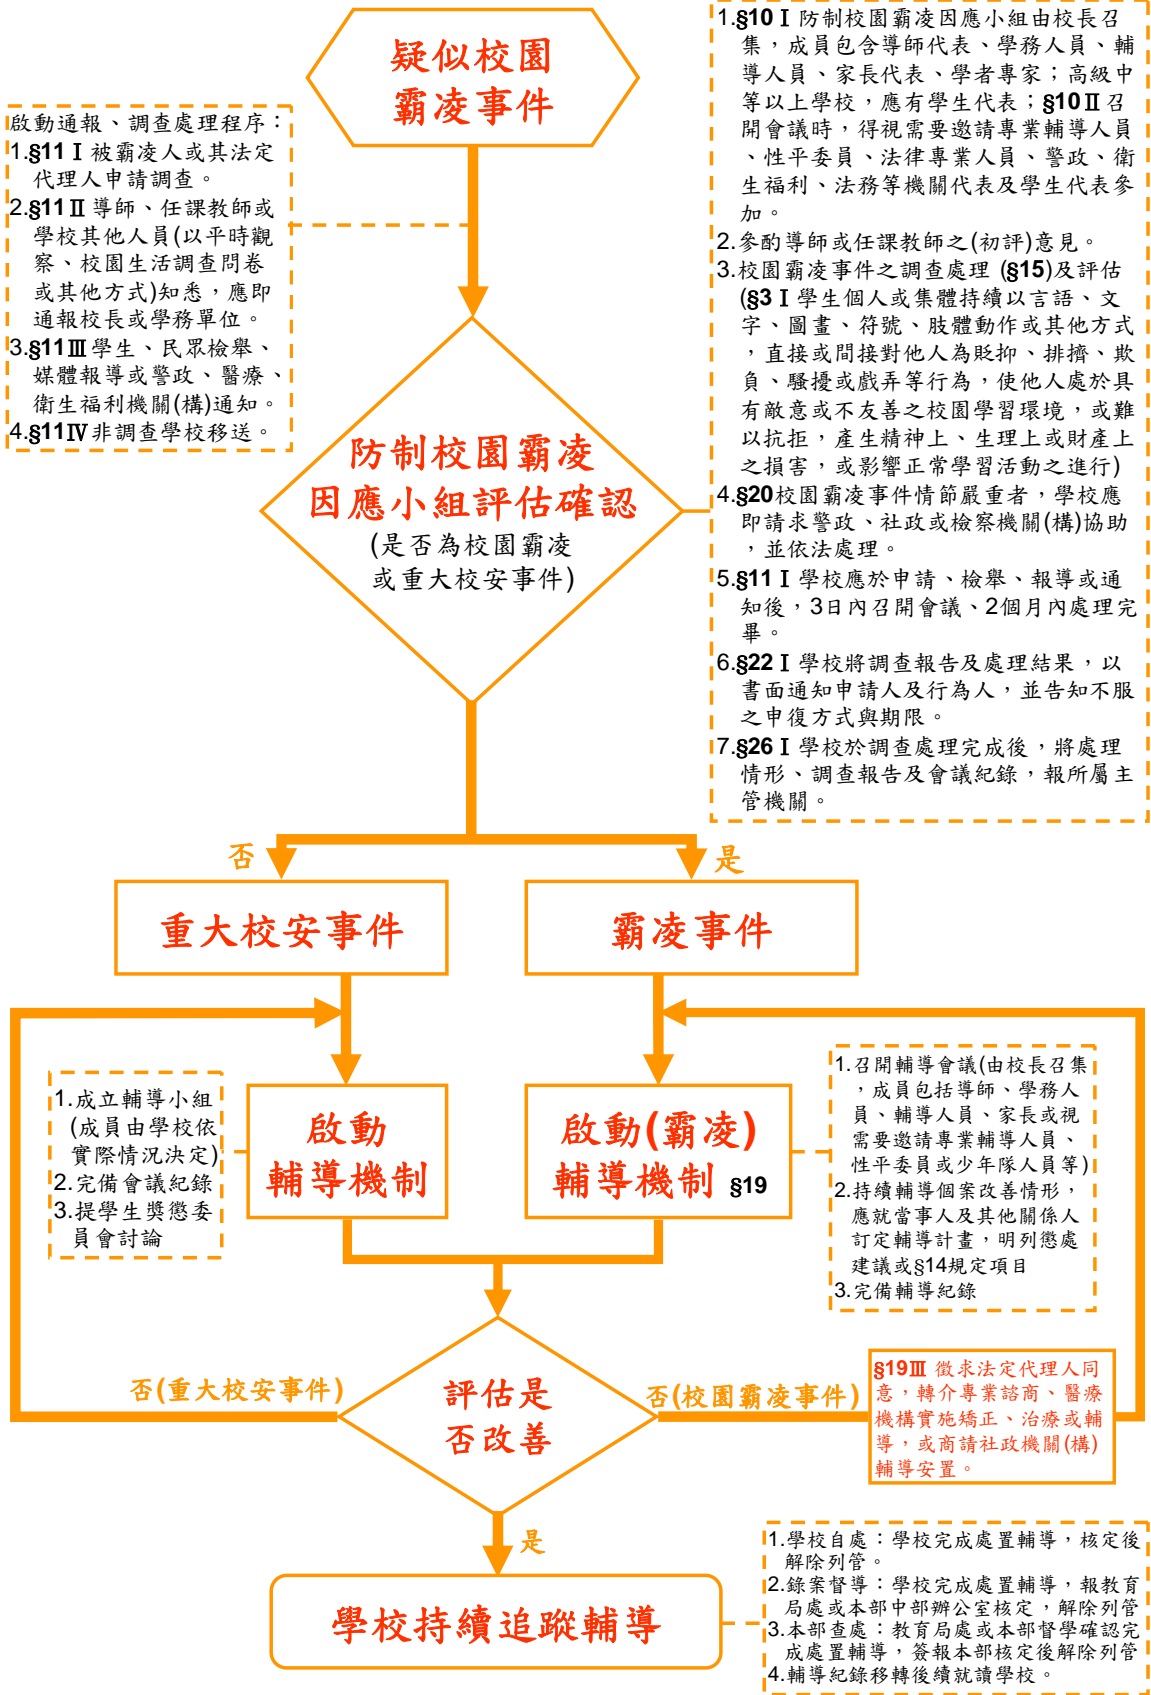 疑似校園
霸凌事件
啟動通報、調查處理程序：
1.§11Ⅰ被霸凌人或其法定
代理人申請調查。
2.§11Ⅱ導師、任課教師或
學校其他人員(以平時觀
察、校園生活調查問卷
或其他方式)知悉，應即
通報校長或學務單位。
3.§11Ⅲ學生、民眾檢舉、
媒體報導或警政、醫療、
衛生福利機關(構)通知。
4.§11Ⅳ非調查學校移送。
1.§10Ⅰ防制校園霸凌因應小組由校長召
集，成員包含導師代表、學務人員、輔
導人員、家長代表、學者專家；高級中
等以上學校，應有學生代表；§10Ⅱ召
開會議時，得視需要邀請專業輔導人員
、性平委員、法律專業人員、警政、衛
生福利、法務等機關代表及學生代表參
加。
2.參酌導師或任課教師之(初評)意見。
3.校園霸凌事件之調查處理 (§15)及評估
(§3Ⅰ學生個人或集體持續以言語、文
字、圖畫、符號、肢體動作或其他方式
，直接或間接對他人為貶抑、排擠、欺
負、騷擾或戲弄等行為，使他人處於具
有敵意或不友善之校園學習環境，或難
以抗拒，產生精神上、生理上或財產上
之損害，或影響正常學習活動之進行)
4.§20校園霸凌事件情節嚴重者，學校應
即請求警政、社政或檢察機關(構)協助
，並依法處理。
5.§11Ⅰ學校應於申請、檢舉、報導或通
知後，3日內召開會議、2個月內處理完
畢。
6.§22Ⅰ學校將調查報告及處理結果，以
書面通知申請人及行為人，並告知不服
之申復方式與期限。
7.§26Ⅰ學校於調查處理完成後，將處理
情形、調查報告及會議紀錄，報所屬主
管機關。
防制校園霸凌
因應小組評估確認
(是否為校園霸凌
或重大校安事件)
否
是
重大校安事件
霸凌事件
1.成立輔導小組
(成員由學校依
實際情況決定)
2.完備會議紀錄
3.提學生獎懲委
員會討論
啟動
輔導機制
啟動(霸凌)
輔導機制 §19
1.召開輔導會議(由校長召集
，成員包括導師、學務人
員、輔導人員、家長或視
需要邀請專業輔導人員、
性平委員或少年隊人員等)
2.持續輔導個案改善情形，
應就當事人及其他關係人
訂定輔導計畫，明列懲處
建議或§14規定項目
3.完備輔導紀錄
否(重大校安事件)
評估是
否改善
否(校園霸凌事件)
§19Ⅲ 徵求法定代理人同
意，轉介專業諮商、醫療
機構實施矯正、治療或輔
導，或商請社政機關(構)
輔導安置。
是
學校持續追蹤輔導
1.學校自處：學校完成處置輔導，核定後
解除列管。
2.錄案督導：學校完成處置輔導，報教育
局處或本部中部辦公室核定，解除列管
3.本部查處：教育局處或本部督學確認完
成處置輔導，簽報本部核定後解除列管
4.輔導紀錄移轉後續就讀學校。